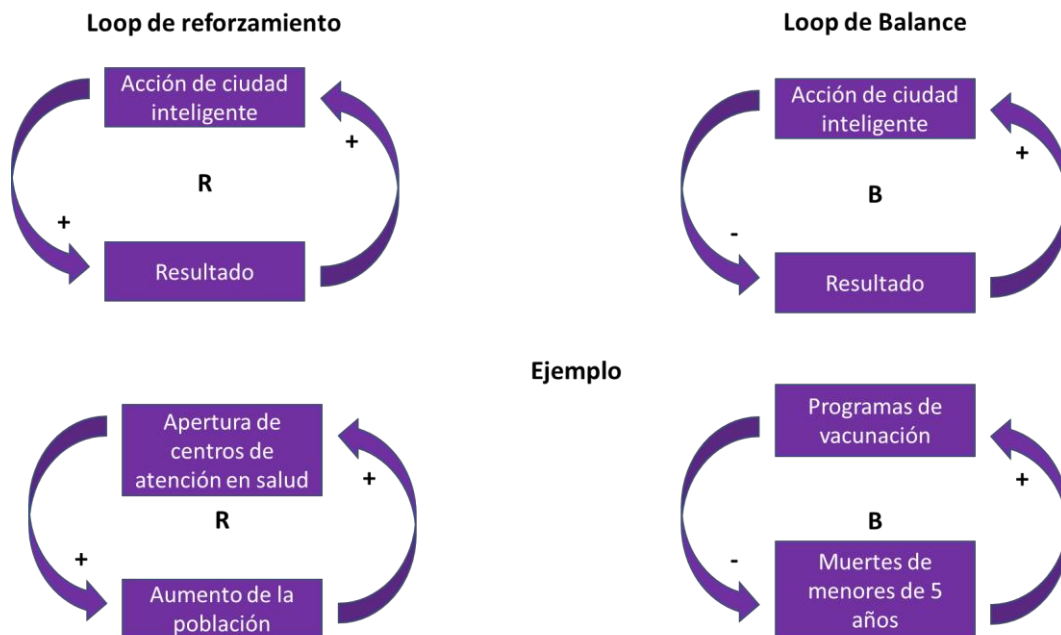 Loop de reforzamiento
Acción de ciudad
inteligente
+
R
+
Resultado
Loop de Balance
Acción de ciudad
inteligente
+
B
-
Resultado
Ejemplo
Apertura de
centros de
atención en salud
+
R
+
Aumento de la
población
Programas de
vacunación
+
B
-
Muertes de
menores de 5
años